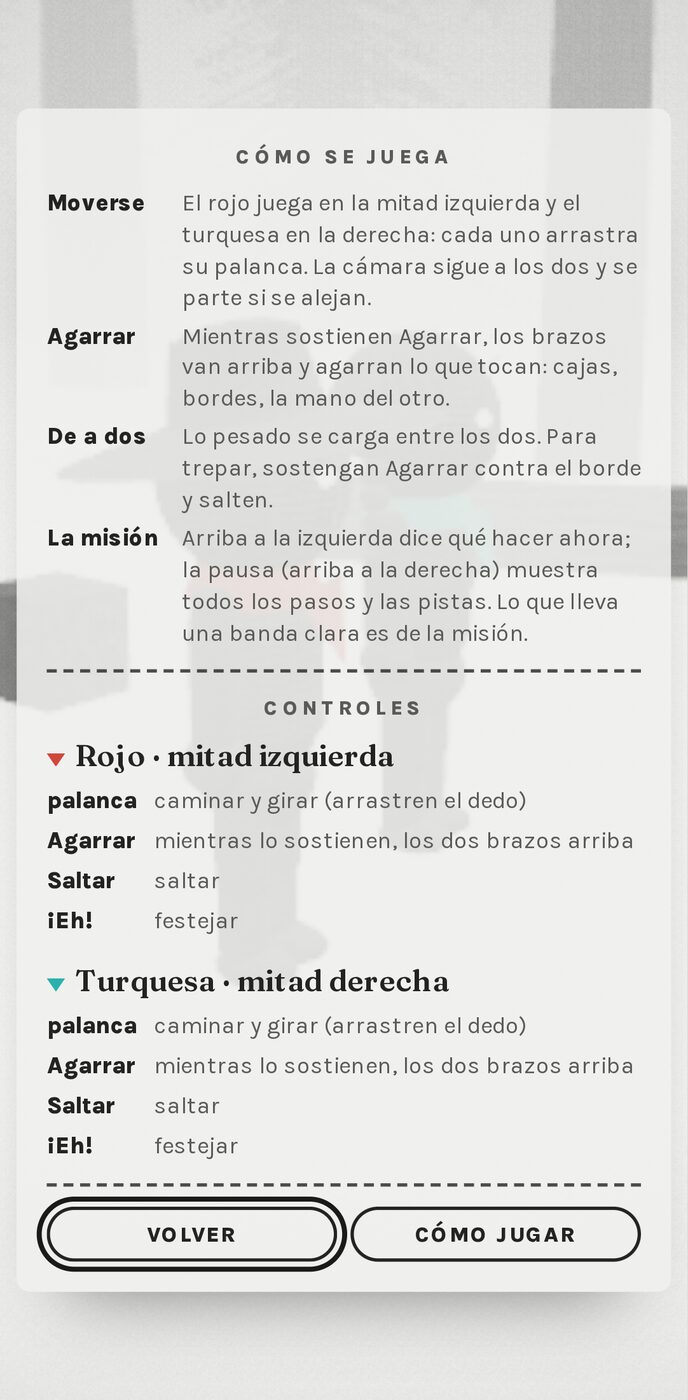 CÓMO SE JUEGA
Moverse El rojo juega en la mitad izquierda y el
turquesa en la derecha: cada uno arrastra
su palanca. La cámara sigue a los dos y se
parte si se alejan.
Agarrar Mientras sostienen Agarrar, los brazos
van arriba y agarran lo que tocan: cajas,
bordes, la mano del otro.
De a dos Lo pesado se carga entre los dos. Para
trepar, sostengan Agarrar contra el borde
y salten.
La misión Arriba a la izquierda dice qué hacer ahora;
la pausa (arriba a la derecha) muestra
todos los pasos y las pistas. Lo que lleva
una banda clara es de la misión.
CONTROLES
Rojo · mitad izquierda
palanca caminar y girar (arrastren el dedo)
Agarrar mientras lo sostienen, los dos brazos arriba
Saltar saltar
¡Eh! festejar
Turquesa · mitad derecha
palanca caminar y girar (arrastren el dedo)
Agarrar mientras lo sostienen, los dos brazos arriba
Saltar saltar
¡Eh! festejar
VOLVER CÓMO JUGAR